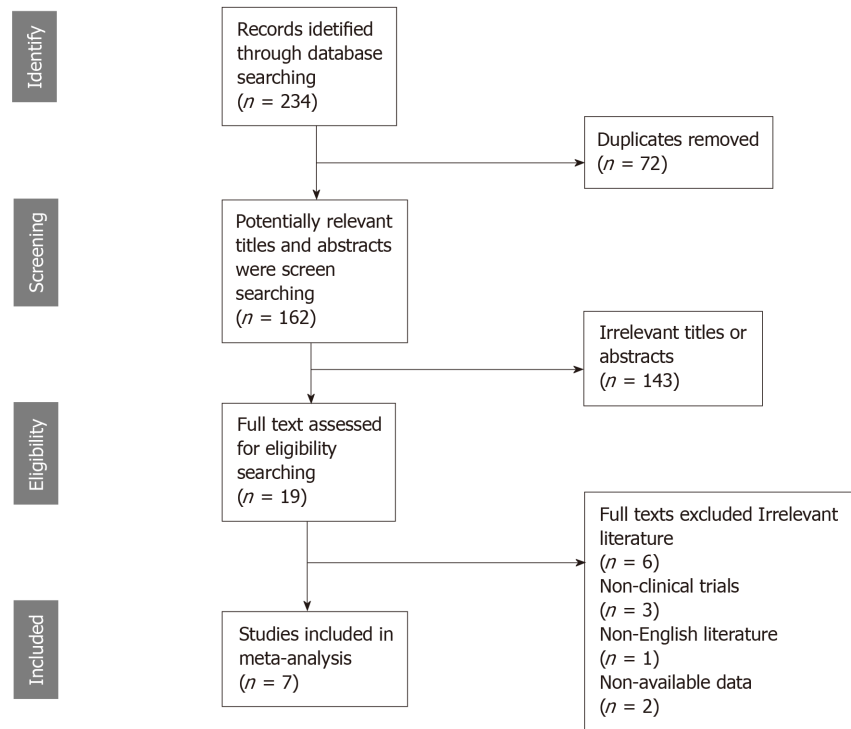 Identify
Records idetified
through database
searching
(n = 234)
Duplicates removed
(n = 72)
Screening
Potentially relevant
titles and abstracts
were screen
searching
(n = 162)
Irrelevant titles or
abstracts
(n = 143)
Eligibility
Full text assessed
for eligibility
searching
(n = 19)
Full texts excluded Irrelevant
literature
(n = 6)
Non-clinical trials
(n = 3)
Non-English literature
(n = 1)
Non-available data
(n = 2)
Included
Studies included in
meta-analysis
(n = 7)